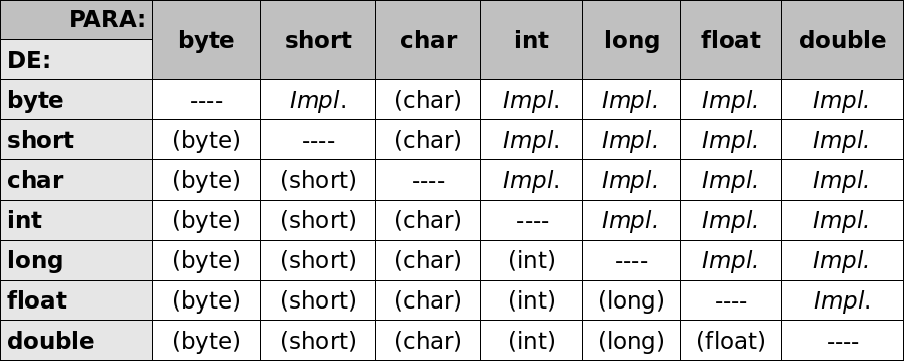 PARA:
DE:
byte short char int long float double
byte ---- Impl. (char) Impl. Impl. Impl. Impl.
short (byte) ---- (char) Impl. Impl. Impl. Impl.
char (byte) (short) ---- Impl. Impl. Impl. Impl.
int (byte) (short) (char) ---- Impl. Impl. Impl.
long (byte) (short) (char) (int) ---- Impl. Impl.
float (byte) (short) (char) (int) (long) ---- Impl.
double (byte) (short) (char) (int) (long) (float) ----